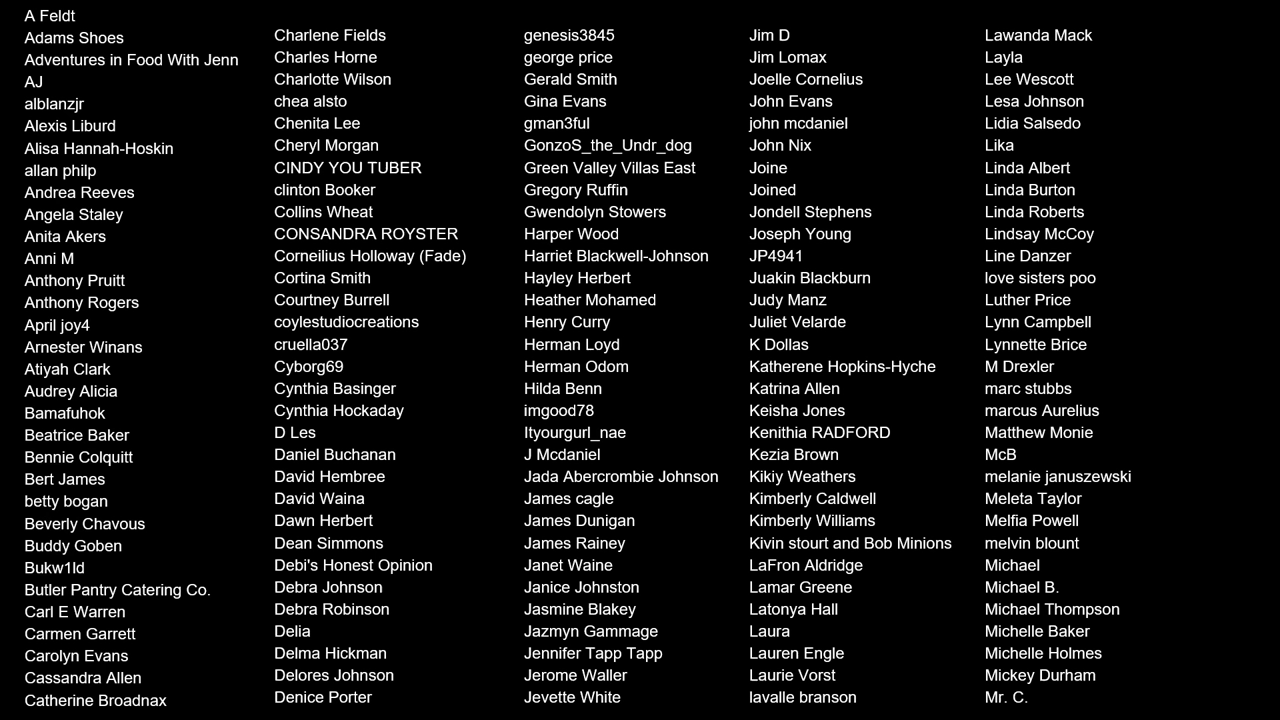 A Feldt
Adams Shoes
Adventures in Food With Jenn
AJ
alblanzjr
Alexis Liburd
Alisa Hannah-Hoskin
allan philp
Andrea Reeves
Angela Staley
Anita Akers
Anni M
Anthony Pruitt
Anthony Rogers
April joy4
Arnester Winans
Atiyah Clark
Audrey Alicia
Bamafuhok
Beatrice Baker
Bennie Colquitt
Bert James
betty bogan
Beverly Chavous
Buddy Goben
Bukw1ld
Butler Pantry Catering Co.
Carl E Warren
Carmen Garrett
Carolyn Evans
Cassandra Allen
Catherine Broadnax
Charlene Fields
Charles Horne
Charlotte Wilson
chea alsto
Chenita Lee
Cheryl Morgan
CINDY YOU TUBER
clinton Booker
Collins Wheat
CONSANDRA ROYSTER
Corneilius Holloway (Fade)
Cortina Smith
Courtney Burrell
coylestudiocreations
cruella037
Cyborg69
Cynthia Basinger
Cynthia Hockaday
D Les
Daniel Buchanan
David Hembree
David Waina
Dawn Herbert
Dean Simmons
Debi's Honest Opinion
Debra Johnson
Debra Robinson
Delia
Delma Hickman
Delores Johnson
Denice Porter
genesis3845
george price
Gerald Smith
Gina Evans
gman3ful
GonzoS_the_Undr_dog
Green Valley Villas East
Gregory Ruffin
Gwendolyn Stowers
Harper Wood
Harriet Blackwell-Johnson
Hayley Herbert
Heather Mohamed
Henry Curry
Herman Loyd
Herman Odom
Hilda Benn
imgood78
Ityourgurl_nae
J Mcdaniel
Jada Abercrombie Johnson
James cagle
James Dunigan
James Rainey
Janet Waine
Janice Johnston
Jasmine Blakey
Jazmyn Gammage
Jennifer Tapp Tapp
Jerome Waller
Jevette White
Jim D
Jim Lomax
Joelle Cornelius
John Evans
john mcdaniel
John Nix
Joine
Joined
Jondell Stephens
Joseph Young
JP4941
Juakin Blackburn
Judy Manz
Juliet Velarde
K Dollas
Katherene Hopkins-Hyche
Katrina Allen
Keisha Jones
Kenithia RADFORD
Kezia Brown
Kikiy Weathers
Kimberly Caldwell
Kimberly Williams
Kivin stourt and Bob Minions
LaFron Aldridge
Lamar Greene
Latonya Hall
Laura
Lauren Engle
Laurie Vorst
lavalle branson
Lawanda Mack
Layla
Lee Wescott
Lesa Johnson
Lidia Salsedo
Lika
Linda Albert
Linda Burton
Linda Roberts
Lindsay McCoy
Line Danzer
love sisters poo
Luther Price
Lynn Campbell
Lynnette Brice
M Drexler
marc stubbs
marcus Aurelius
Matthew Monie
McB
melanie januszewski
Meleta Taylor
Melfia Powell
melvin blount
Michael
Michael B.
Michael Thompson
Michelle Baker
Michelle Holmes
Mickey Durham
Mr. C.